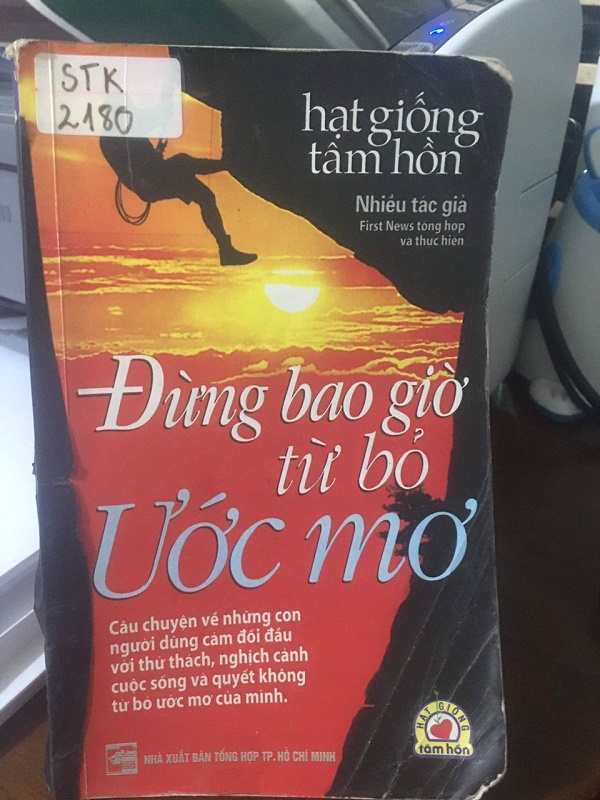 STK
2180
hạt giống
tâm hồn
Nhiều tác giả
First News tổng hợp
và thực hiện
Đừng bao giờ
từ bỏ
Ước mơ
Câu chuyện về những con
người dũng cảm đối đầu
với thử thách, nghịch cảnh
cuộc sống và quyết không
từ bỏ ước mơ của mình.
HẠT GIỐNG
tâm hồn
NHÀ XUẤT BẢN TỔNG HỢP TP. HỒ CHÍ MINH